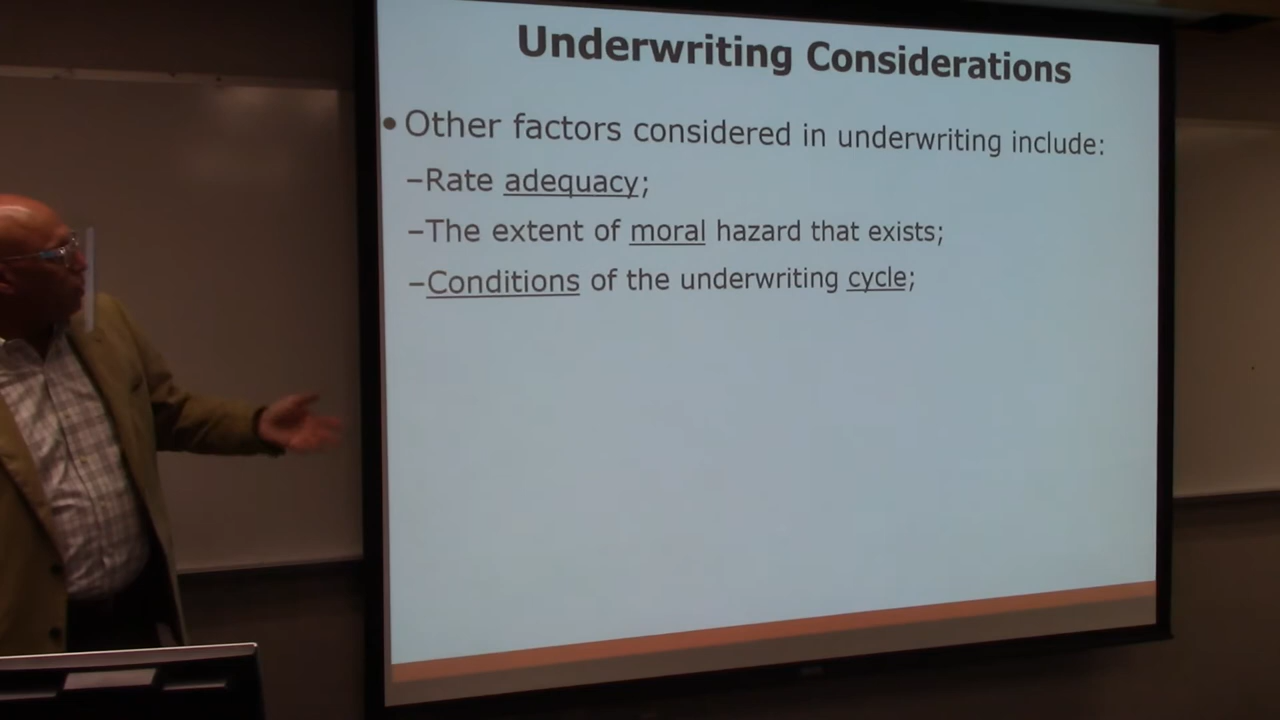 Underwriting Considerations
• Other factors considered in underwriting include:
–Rate adequacy;
–The extent of moral hazard that exists;
–Conditions of the underwriting cycle;